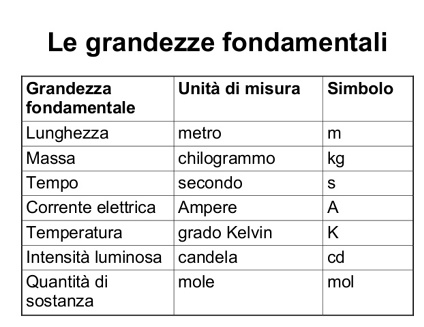 Le grandezze fondamentali
Grandezza fondamentale Unità di misura Simbolo
Lunghezza metro m
Massa chilogrammo kg
Tempo secondo s
Corrente elettrica Ampere A
Temperatura grado Kelvin K
Intensità luminosa candela cd
Quantità di sostanza mole mol